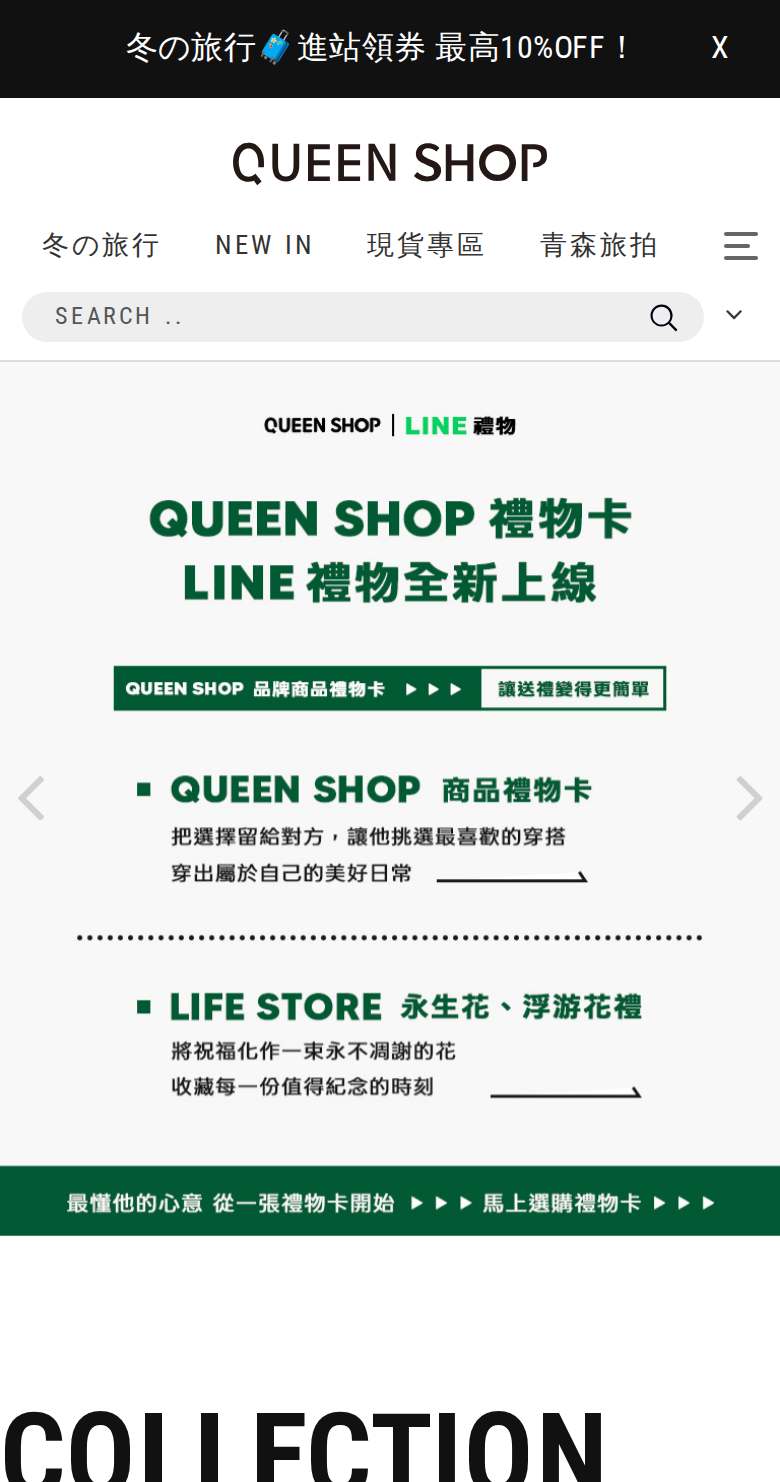 冬の旅行🧳進站領券 最高10%OFF！ X
QUEEN SHOP
冬の旅行 NEW IN 現貨專區 青森旅拍
SEARCH ..
QUEEN SHOP | LINE 禮物
QUEEN SHOP 禮物卡
LINE 禮物全新上線
QUEEN SHOP 品牌商品禮物卡 ▶ ▶ ▶ 讓送禮變得更簡單
QUEEN SHOP 商品禮物卡
把選擇留給對方，讓他挑選最喜歡的穿搭
穿出屬於自己的美好日常
LIFE STORE 永生花、浮游花禮
將祝福化作一束永不凋謝的花
收藏每一份值得紀念的時刻
最懂他的心意 從一張禮物卡開始 ▶ ▶ ▶ 馬上選購禮物卡 ▶ ▶ ▶
COLLECTION